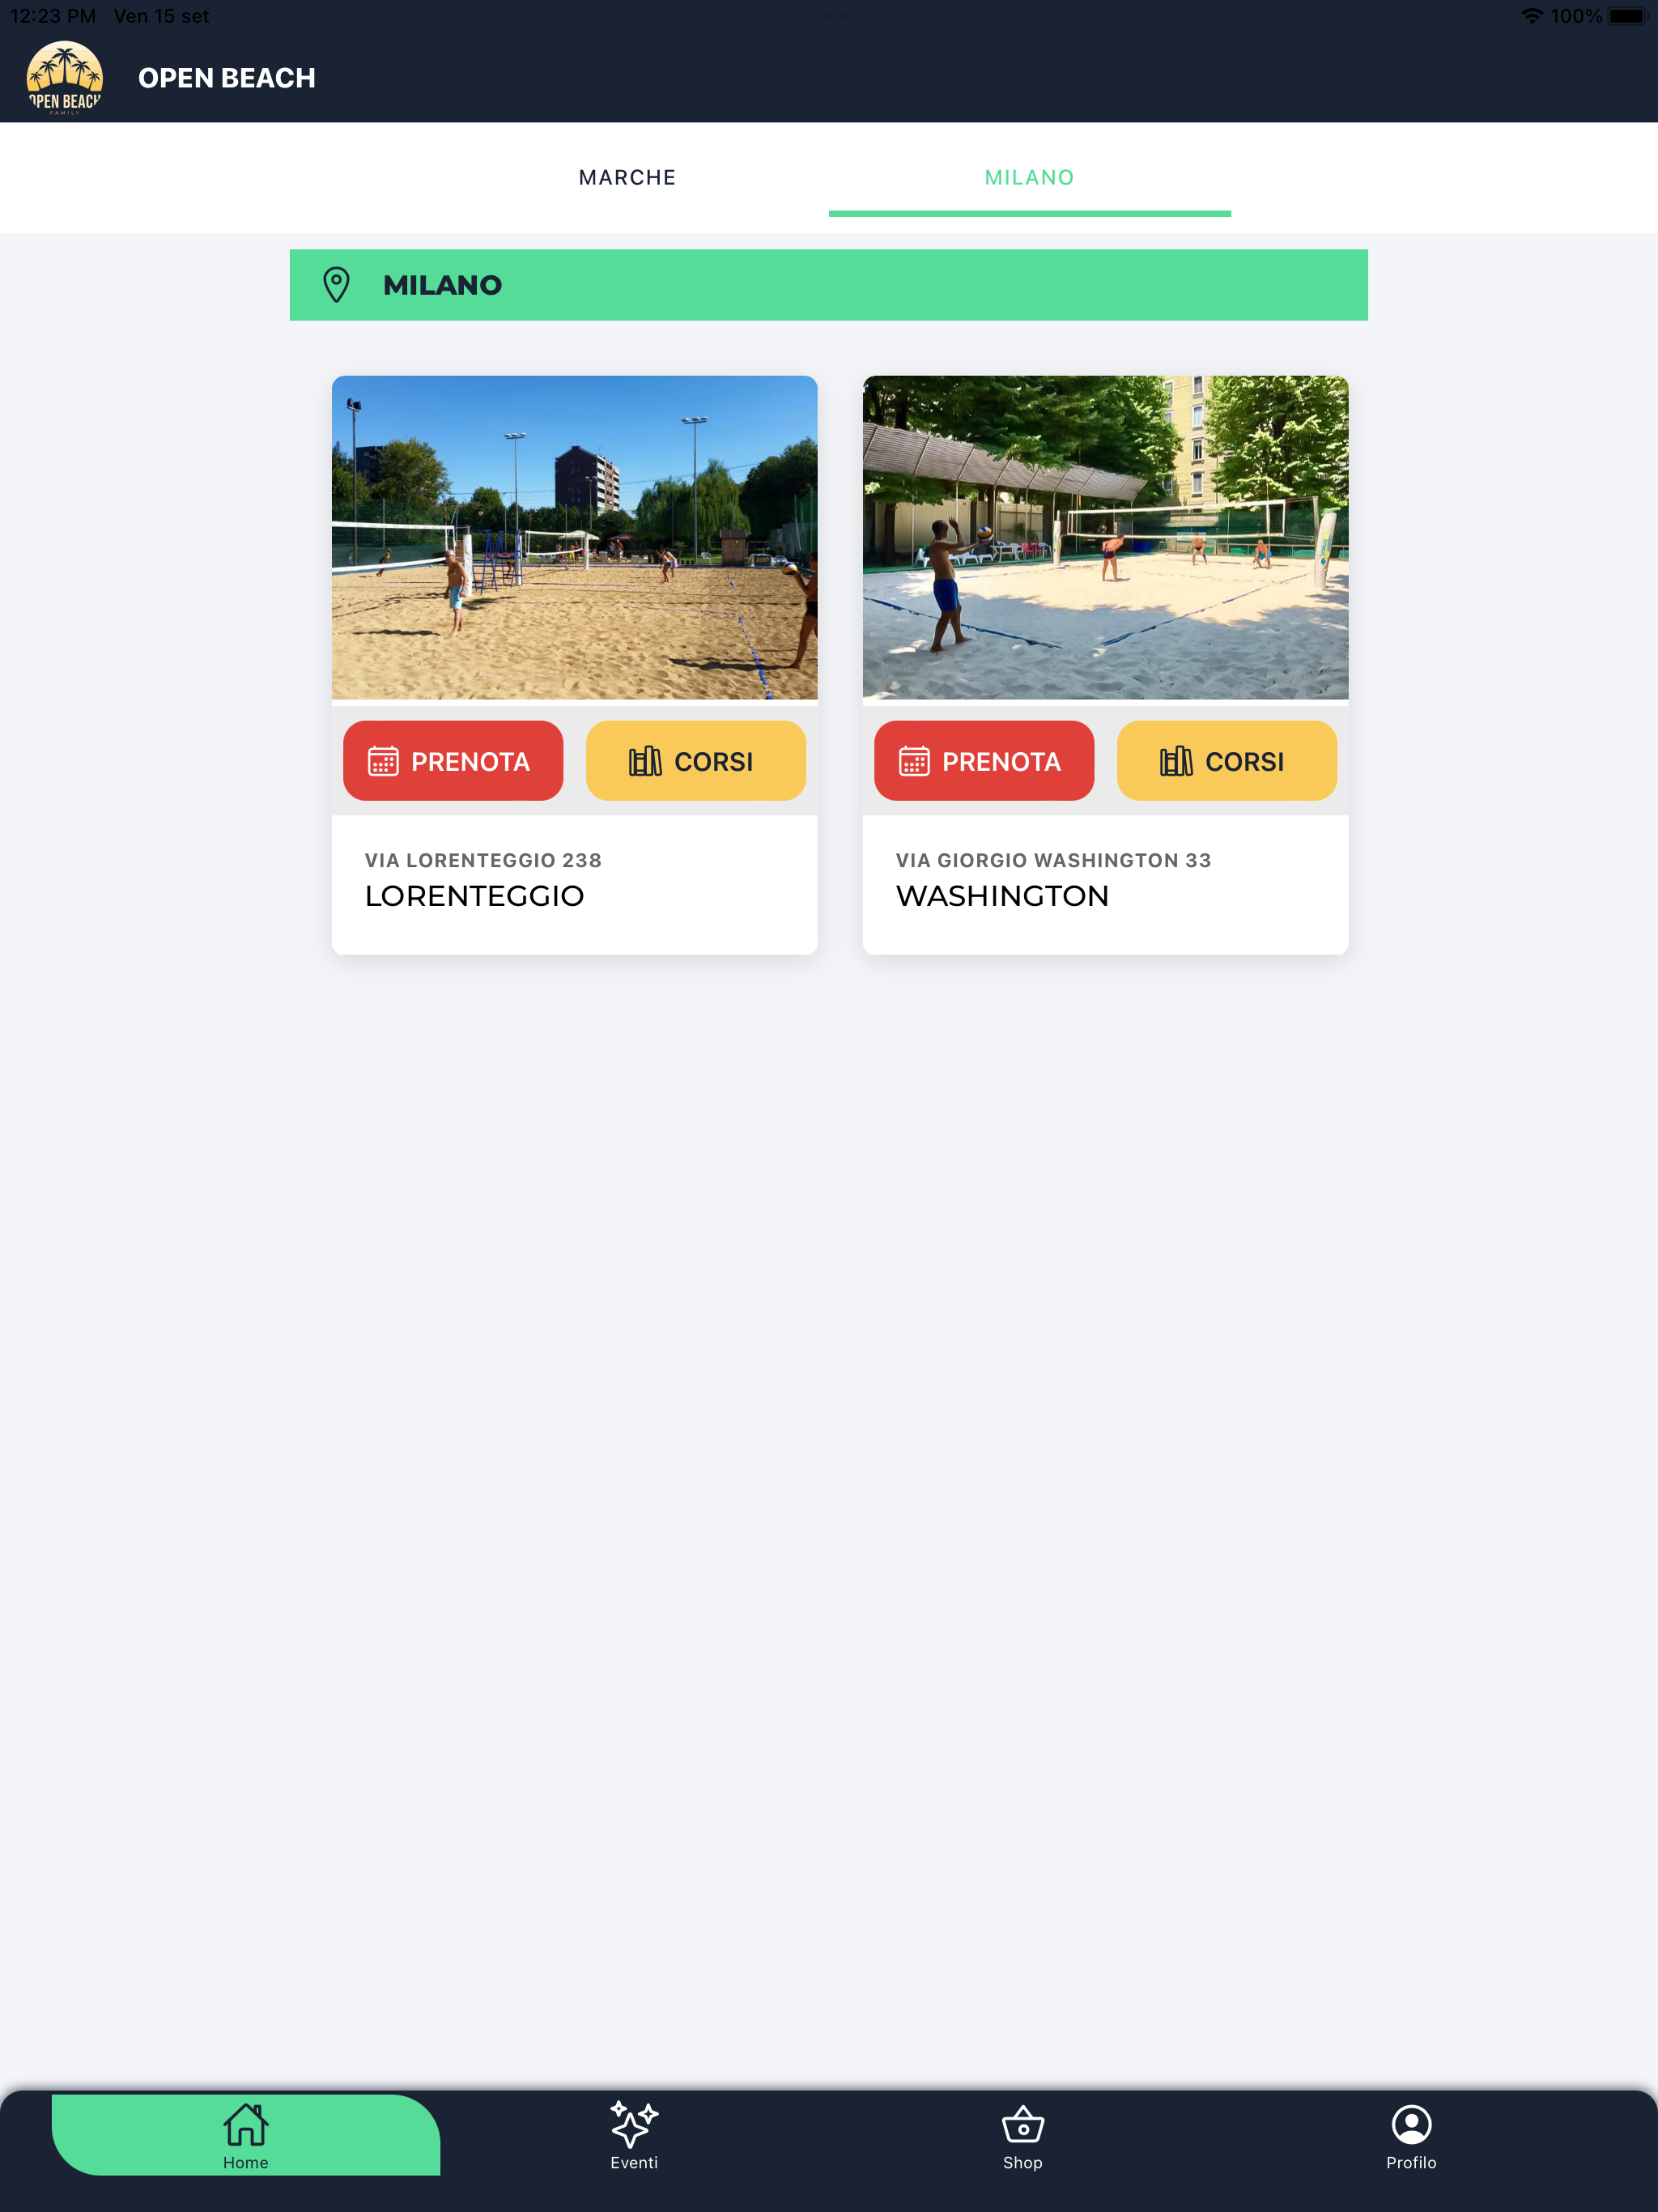 12:23 PM Ven 15 set
100%
OPEN BEACH
FAMILY
OPEN BEACH
MARCHE
MILANO
MILANO
PRENOTA
CORSI
PRENOTA
CORSI
VIA LORENTEGGIO 238
LORENTEGGIO
VIA GIORGIO WASHINGTON 33
WASHINGTON
Home
Eventi
Shop
Profilo